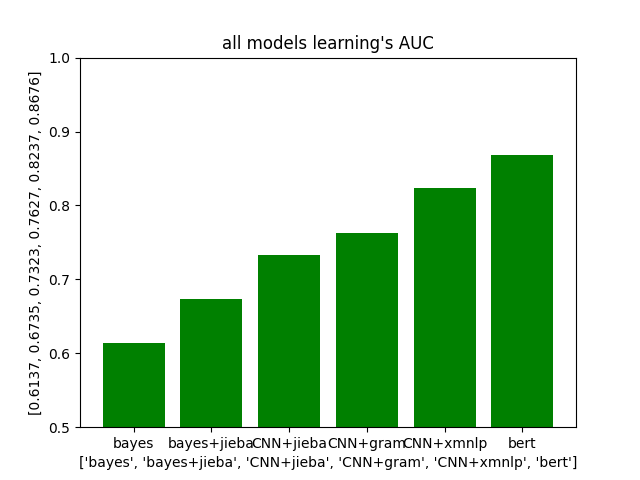 all models learning's AUC
[0.6137, 0.6735, 0.7323, 0.7627, 0.8237, 0.8676]
1.0
0.9
0.8
0.7
0.6
0.5
bayes bayes+jieba CNN+jieba CNN+gram CNN+xmnlp bert
['bayes', 'bayes+jieba', 'CNN+jieba', 'CNN+gram', 'CNN+xmnlp', 'bert']